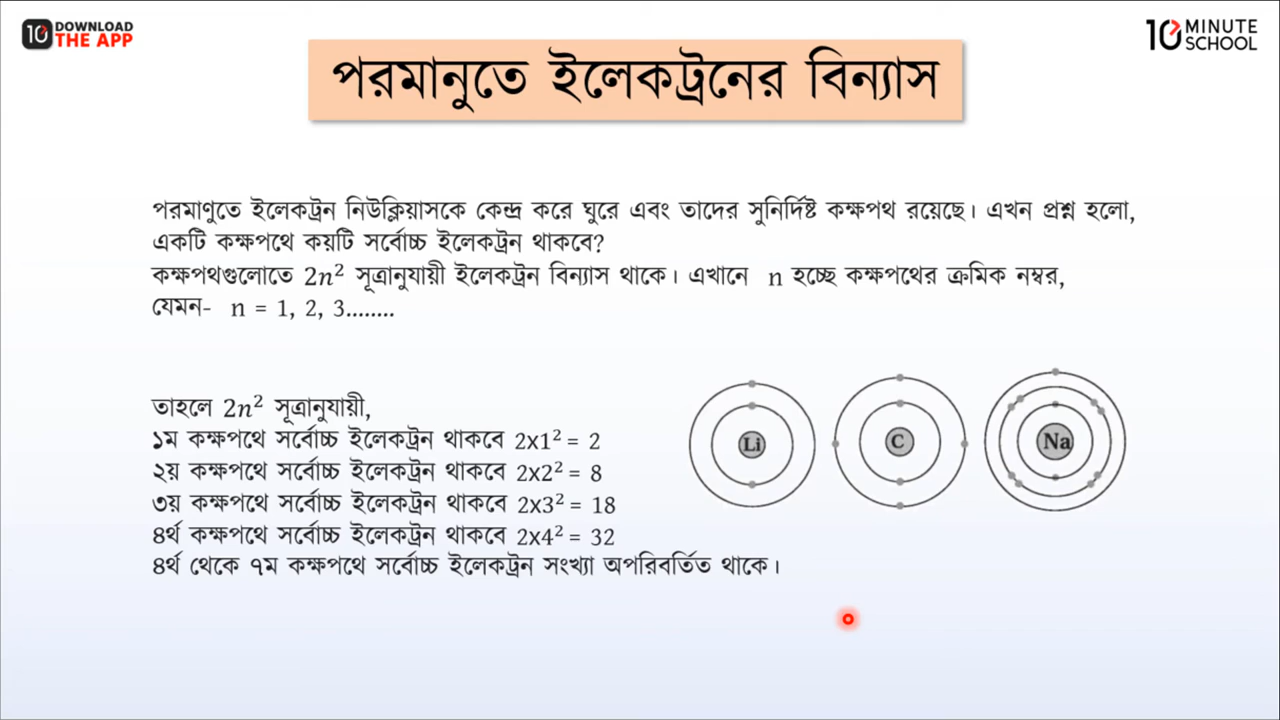 10 DOWNLOAD
THE APP
10 MINUTE
SCHOOL
পরমানুতে ইলেকট্রনের বিন্যাস
পরমাণুতে ইলেকট্রন নিউক্লিয়াসকে কেন্দ্র করে ঘুরে এবং তাদের সুনির্দিষ্ট কক্ষপথ রয়েছে। এখন প্রশ্ন হলো,
একটি কক্ষপথে কয়টি সর্বোচ্চ ইলেকট্রন থাকবে?
কক্ষপথগুলোতে 2n² সূত্রানুযায়ী ইলেকট্রন বিন্যাস থাকে। এখানে n হচ্ছে কক্ষপথের ক্রমিক নম্বর,
যেমন- n = 1, 2, 3........
তাহলে 2n² সূত্রানুযায়ী,
১ম কক্ষপথে সর্বোচ্চ ইলেকট্রন থাকবে 2x1² = 2
২য় কক্ষপথে সর্বোচ্চ ইলেকট্রন থাকবে 2x2² = 8
৩য় কক্ষপথে সর্বোচ্চ ইলেকট্রন থাকবে 2x3² = 18
৪র্থ কক্ষপথে সর্বোচ্চ ইলেকট্রন থাকবে 2x4² = 32
৪র্থ থেকে ৭ম কক্ষপথে সর্বোচ্চ ইলেকট্রন সংখ্যা অপরিবর্তিত থাকে।
Li C Na